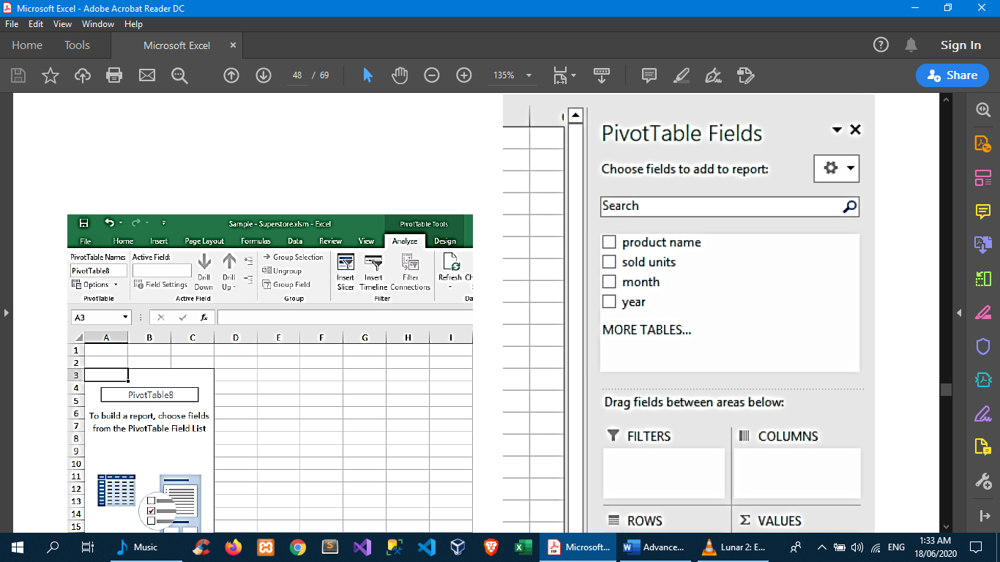 Microsoft Excel - Adobe Acrobat Reader DC
File Edit View Window Help
Home Tools Microsoft Excel × Sign In
48 / 69 135% Share
Sample - Superstore.xlsm - Excel PivotTable Tools
File Home Insert Page Layout Formulas Data Review View Analyze Design
PivotTable Name:
PivotTable8
Options
PivotTable
Active Field:
Field Settings
Drill Down
Drill Up
Active Field
Group Selection
Ungroup
Group Field
Group
Insert Slicer
Insert Timeline
Filter Connections
Filter
Refresh
A3 fx
A B C D E F G H I
1
2
3
4
5
6
7
8
9
10
11
12
13
14
15
PivotTable8
To build a report, choose fields
from the PivotTable Field List
PivotTable Fields
Choose fields to add to report:
Search
product name
sold units
month
year
MORE TABLES...
Drag fields between areas below:
FILTERS COLUMNS
ROWS Σ VALUES
Music Microsoft... Advance... Lunar 2: E... ENG 1:33 AM
18/06/2020